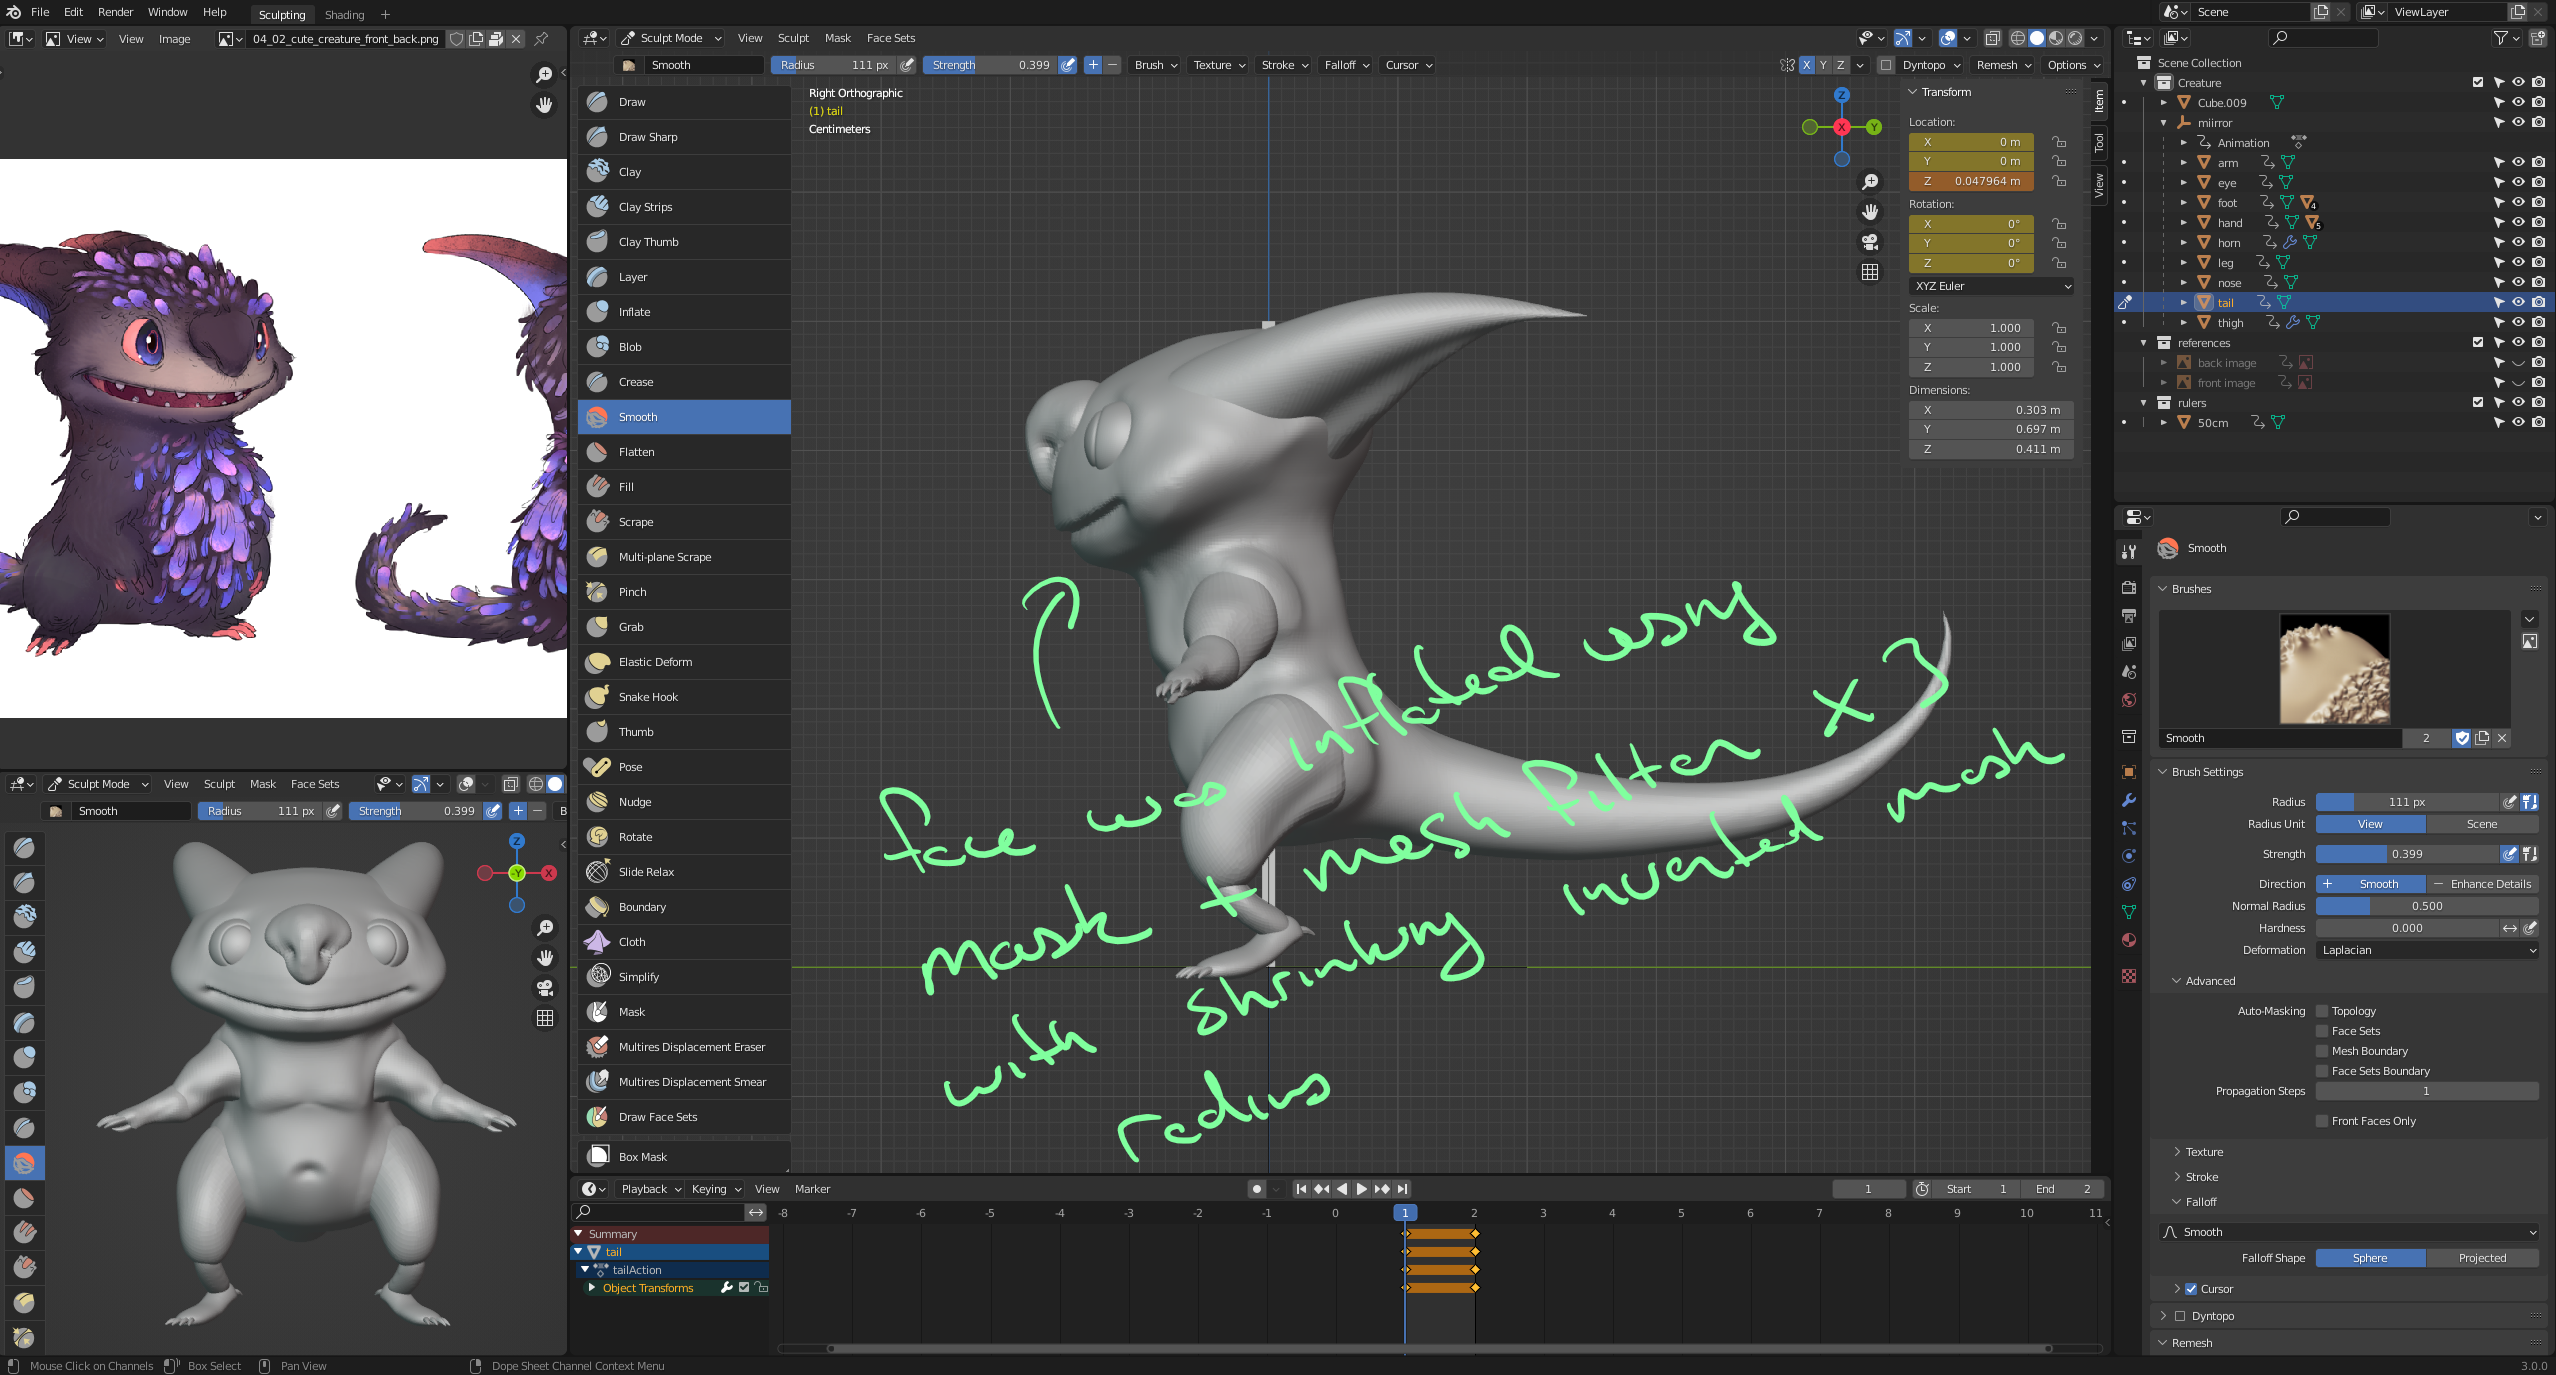 File Edit Render Window Help Sculpting Shading +
Scene ViewLayer
View View Image 04_02_cute_creature_front_back.png
Sculpt Mode View Sculpt Mask Face Sets
Smooth Radius 111 px Strength 0.399 Brush Texture Stroke Falloff Cursor X Y Z Dyntopo Remesh Options
Draw
Draw Sharp
Clay
Clay Strips
Clay Thumb
Layer
Inflate
Blob
Crease
Smooth
Flatten
Fill
Scrape
Multi-plane Scrape
Pinch
Grab
Elastic Deform
Snake Hook
Thumb
Pose
Nudge
Rotate
Slide Relax
Boundary
Cloth
Simplify
Mask
Multires Displacement Eraser
Multires Displacement Smear
Draw Face Sets
Box Mask
Right Orthographic
(1) tail
Centimeters
Z
X Y
face was inflated using
mask + mesh filter x 3
with shrinking inverted mask
radius
Transform
Location:
X 0 m
Y 0 m
Z 0.047964 m
Rotation:
X 0°
Y 0°
Z 0°
XYZ Euler
Scale:
X 1.000
Y 1.000
Z 1.000
Dimensions:
X 0.303 m
Y 0.697 m
Z 0.411 m
Item
Tool
View
Scene Collection
Creature
Cube.009
miirror
Animation
arm
eye
foot 4
hand 5
horn
leg
nose
tail
thigh
references
back image
front image
rulers
50cm
Smooth
Brushes
Smooth 2
Brush Settings
Radius 111 px
Radius Unit View Scene
Strength 0.399
Direction + Smooth − Enhance Details
Normal Radius 0.500
Hardness 0.000
Deformation Laplacian
Advanced
Auto-Masking Topology
Face Sets
Mesh Boundary
Face Sets Boundary
Propagation Steps 1
Front Faces Only
Texture
Stroke
Falloff
Smooth
Falloff Shape Sphere Projected
Cursor
Dyntopo
Remesh
Sculpt Mode View Sculpt Mask Face Sets
Smooth Radius 111 px Strength 0.399 B
Z
-Y X
Playback Keying View Marker 1 Start 1 End 2
-8 -7 -6 -5 -4 -3 -2 -1 0 1 2 3 4 5 6 7 8 9 10 11
Summary
tail
tailAction
Object Transforms
Mouse Click on Channels Box Select Pan View Dope Sheet Channel Context Menu 3.0.0